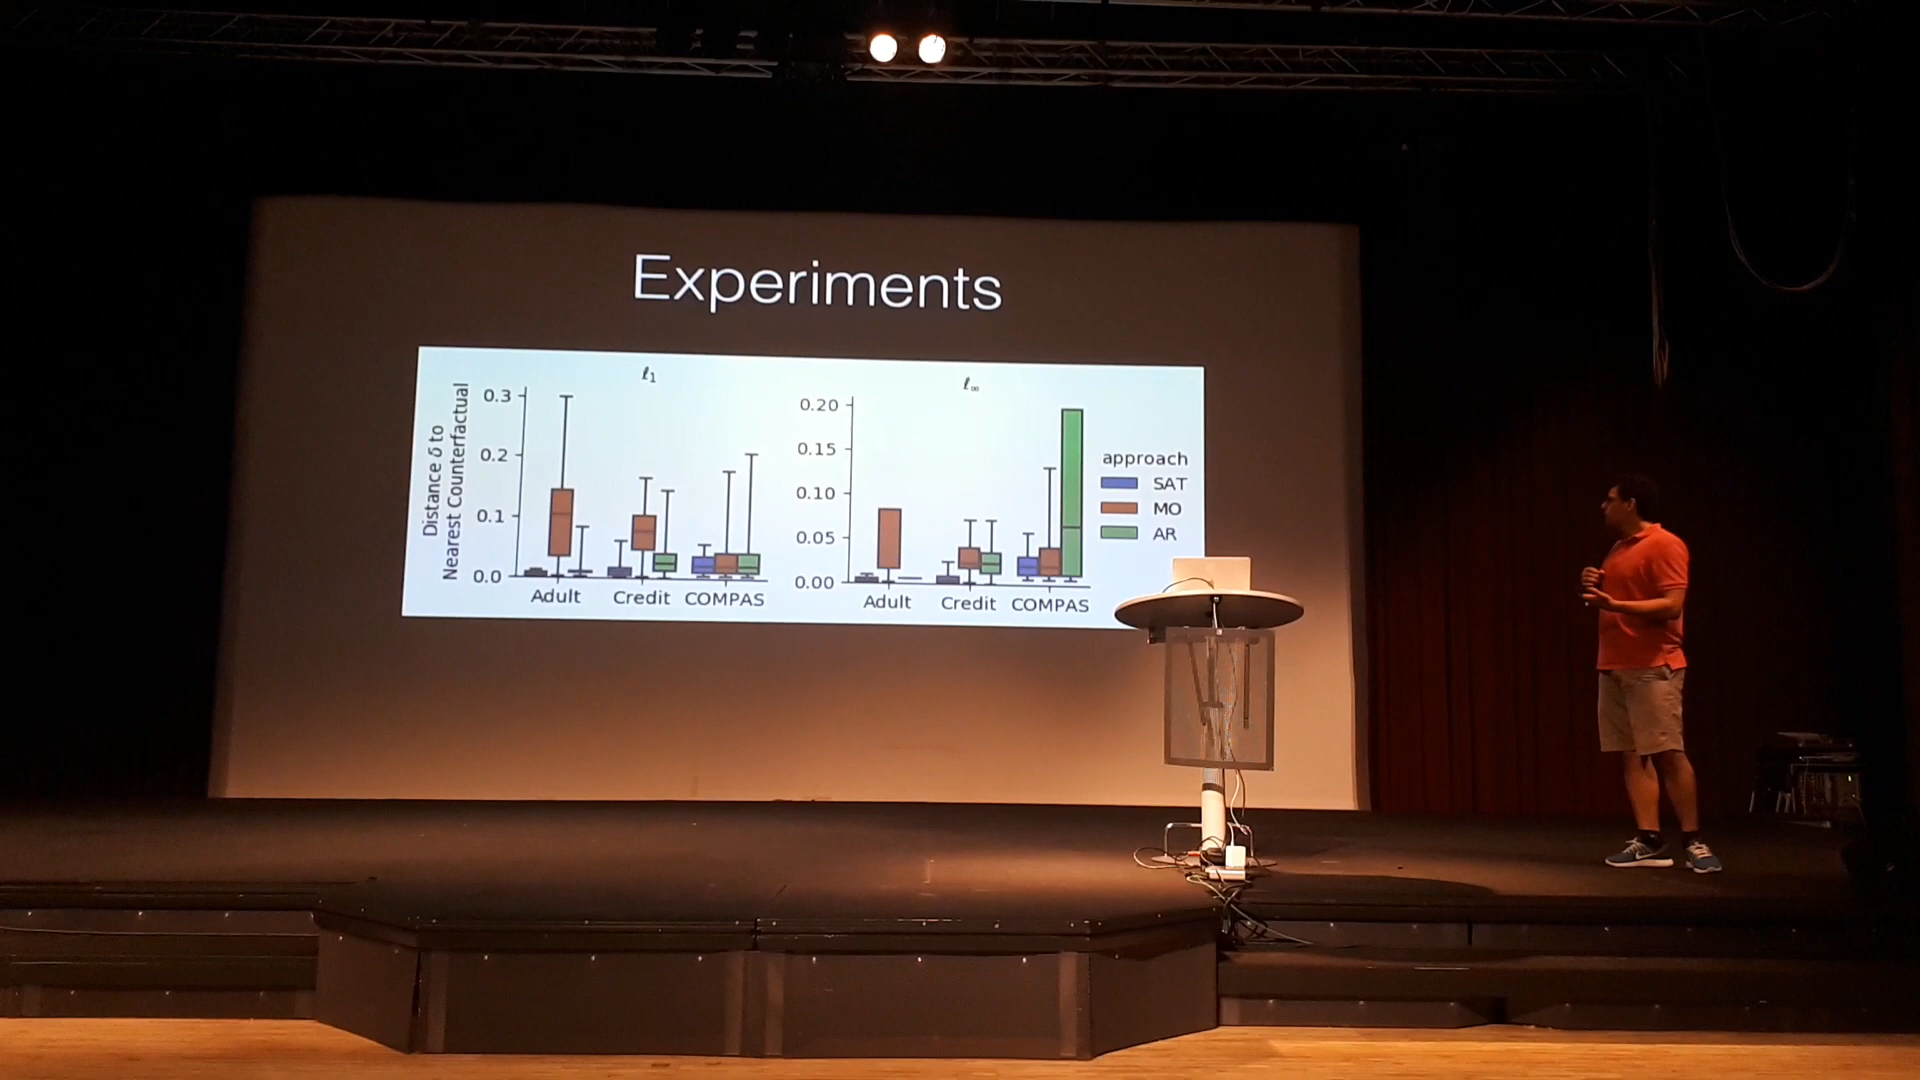 Experiments
ℓ₁
ℓ∞
Distance δ to
Nearest Counterfactual
0.3
0.2
0.1
0.0
Adult
Credit
COMPAS
0.20
0.15
0.10
0.05
0.00
Adult
Credit
COMPAS
approach
SAT
MO
AR